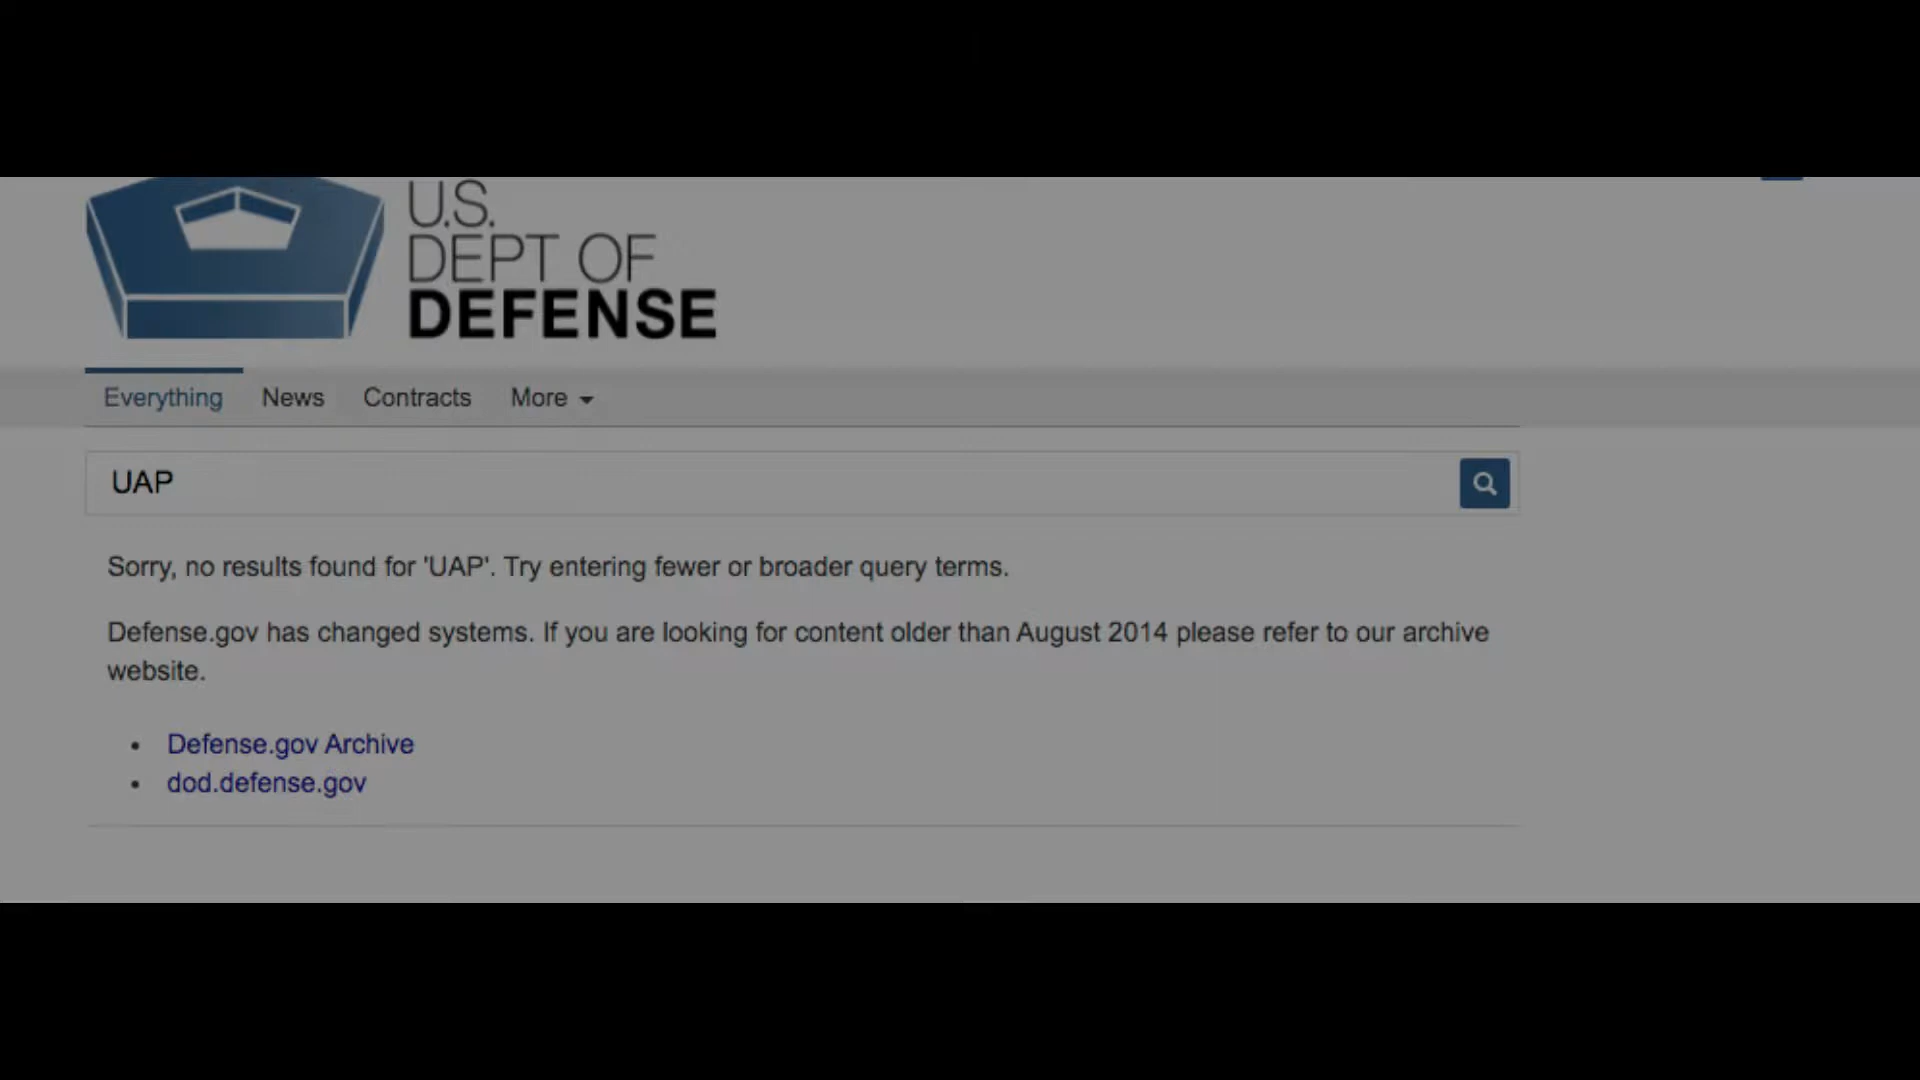 U.S.
DEPT OF
DEFENSE
Everything News Contracts More
UAP
Sorry, no results found for 'UAP'. Try entering fewer or broader query terms.
Defense.gov has changed systems. If you are looking for content older than August 2014 please refer to our archive
website.
Defense.gov Archive
dod.defense.gov